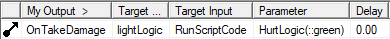 My Output > Target ... Target Input Parameter Delay
OnTakeDamage lightLogic RunScriptCode HurtLogic(::green) 0.00